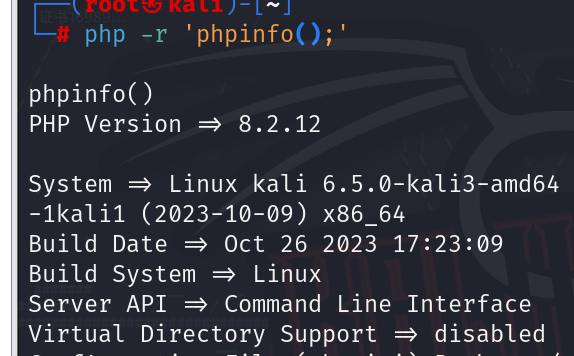 ┌──(root㉿kali)-[~]
└─# php -r 'phpinfo();'
phpinfo()
PHP Version => 8.2.12
System => Linux kali 6.5.0-kali3-amd64
-1kali1 (2023-10-09) x86_64
Build Date => Oct 26 2023 17:23:09
Build System => Linux
Server API => Command Line Interface
Virtual Directory Support => disabled